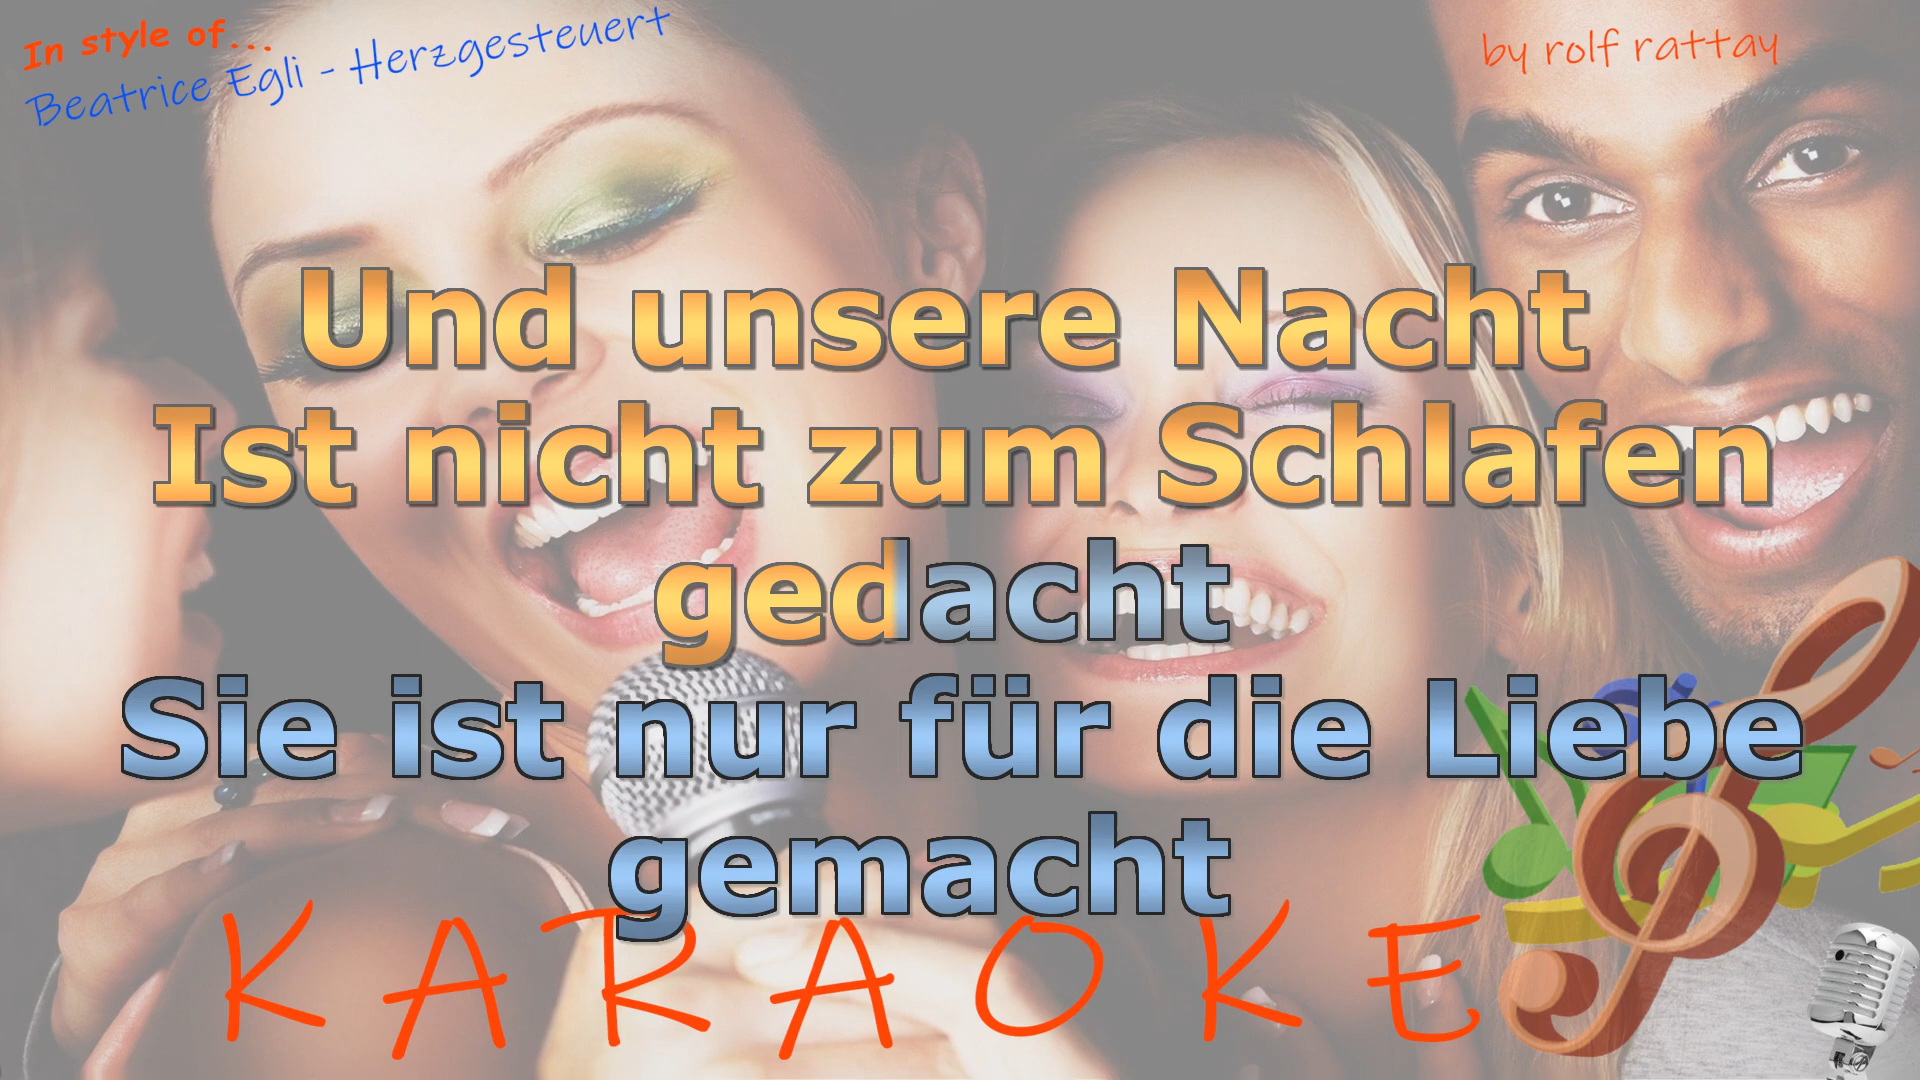 In style of...
Beatrice Egli - Herzgesteuert
by rolf rattay
Und unsere Nacht
Ist nicht zum Schlafen
gedacht
Sie ist nur für die Liebe
gemacht
KARAOKE